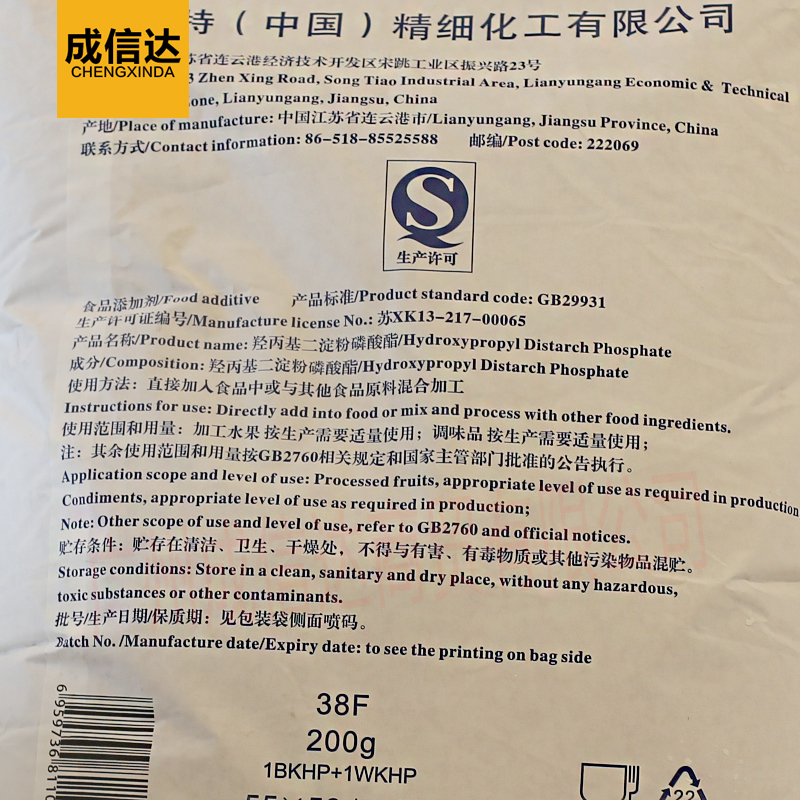 成信达
CHENGXINDA
特（中国）精细化工有限公司
苏省连云港经济技术开发区宋跳工业区振兴路23号
3 Zhen Xing Road, Song Tiao Industrial Area, Lianyungang Economic & Technical
one, Lianyungang, Jiangsu, China
产地/Place of manufacture: 中国江苏省连云港市/Lianyungang, Jiangsu Province, China
联系方式/Contact information: 86-518-85525588 邮编/Post code: 222069
生产许可
食品添加剂/Food additive 产品标准/Product standard code: GB29931
生产许可证编号/Manufacture license No.: 苏XK13-217-00065
产品名称/Product name: 羟丙基二淀粉磷酸酯/Hydroxypropyl Distarch Phosphate
成分/Composition: 羟丙基二淀粉磷酸酯/Hydroxypropyl Distarch Phosphate
使用方法：直接加入食品中或与其他食品原料混合加工
Instructions for use: Directly add into food or mix and process with other food ingredients.
使用范围和用量：加工水果 按生产需要适量使用；调味品 按生产需要适量使用；
注：其余使用范围和用量按GB2760相关规定和国家主管部门批准的公告执行。
Application scope and level of use: Processed fruits, appropriate level of use as required in production
Condiments, appropriate level of use as required in production;
Note: Other scope of use and level of use, refer to GB2760 and official notices.
贮存条件：贮存在清洁、卫生、干燥处，不得与有害、有毒物质或其他污染物品混贮。
Storage conditions: Store in a clean, sanitary and dry place, without any hazardous,
toxic substances or other contaminants.
批号/生产日期/保质期：见包装袋侧面喷码。
Batch No. /Manufacture date/Expiry date: to see the printing on bag side
6 959736 8110
38F
200g
1BKHP+1WKHP
22